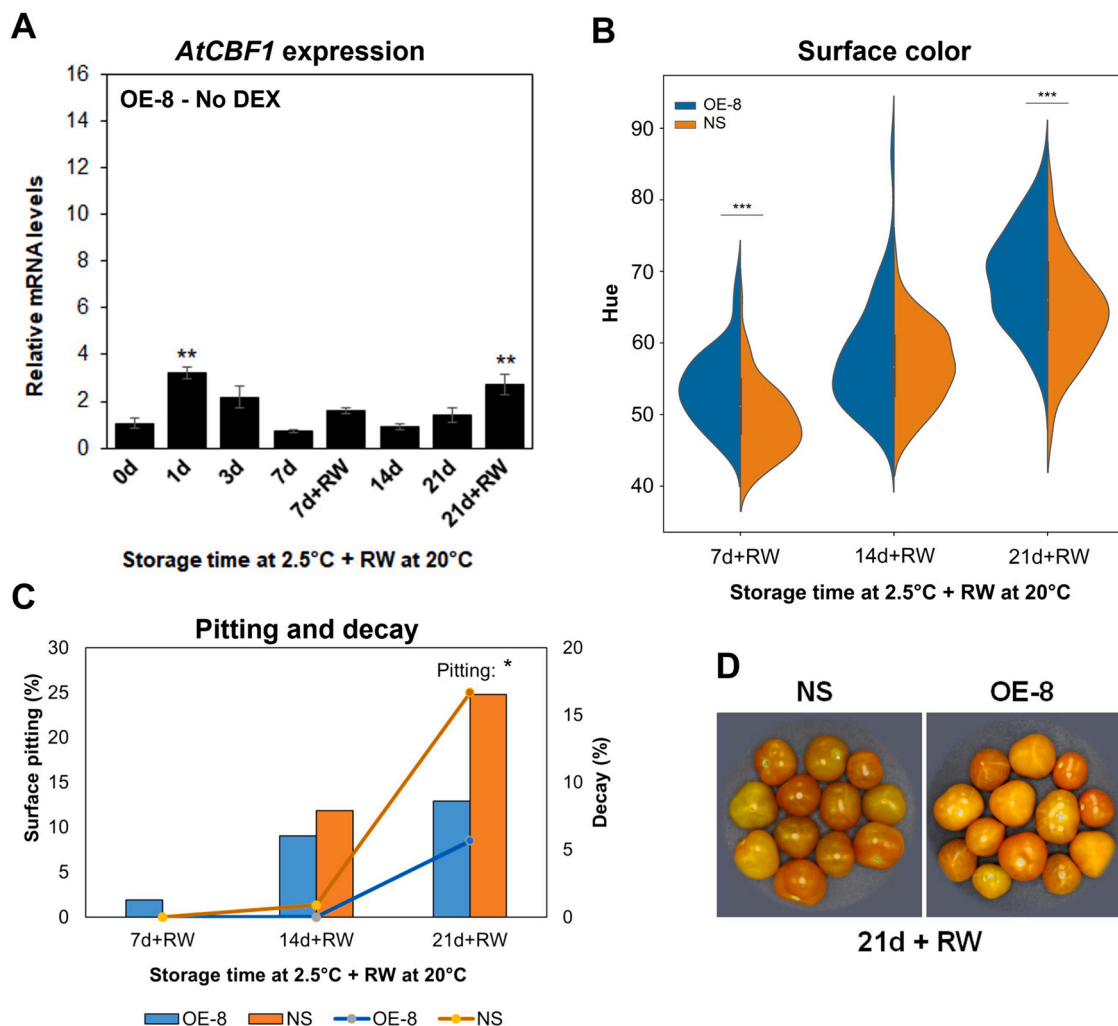 A
AtCBF1 expression
OE-8 - No DEX
Relative mRNA levels
16
14
12
10
8
6
4
2
0
**
**
0d
1d
3d
7d
7d+RW
14d
21d
21d+RW
Storage time at 2.5°C + RW at 20°C
B
Surface color
OE-8
NS
Hue
90
80
70
60
50
40
***
***
7d+RW
14d+RW
21d+RW
Storage time at 2.5°C + RW at 20°C
C
Pitting and decay
Surface pitting (%)
30
25
20
15
10
5
0
Pitting: *
20
15
10
5
0
Decay (%)
7d+RW
14d+RW
21d+RW
Storage time at 2.5°C + RW at 20°C
OE-8
NS
OE-8
NS
D
NS
OE-8
21d + RW